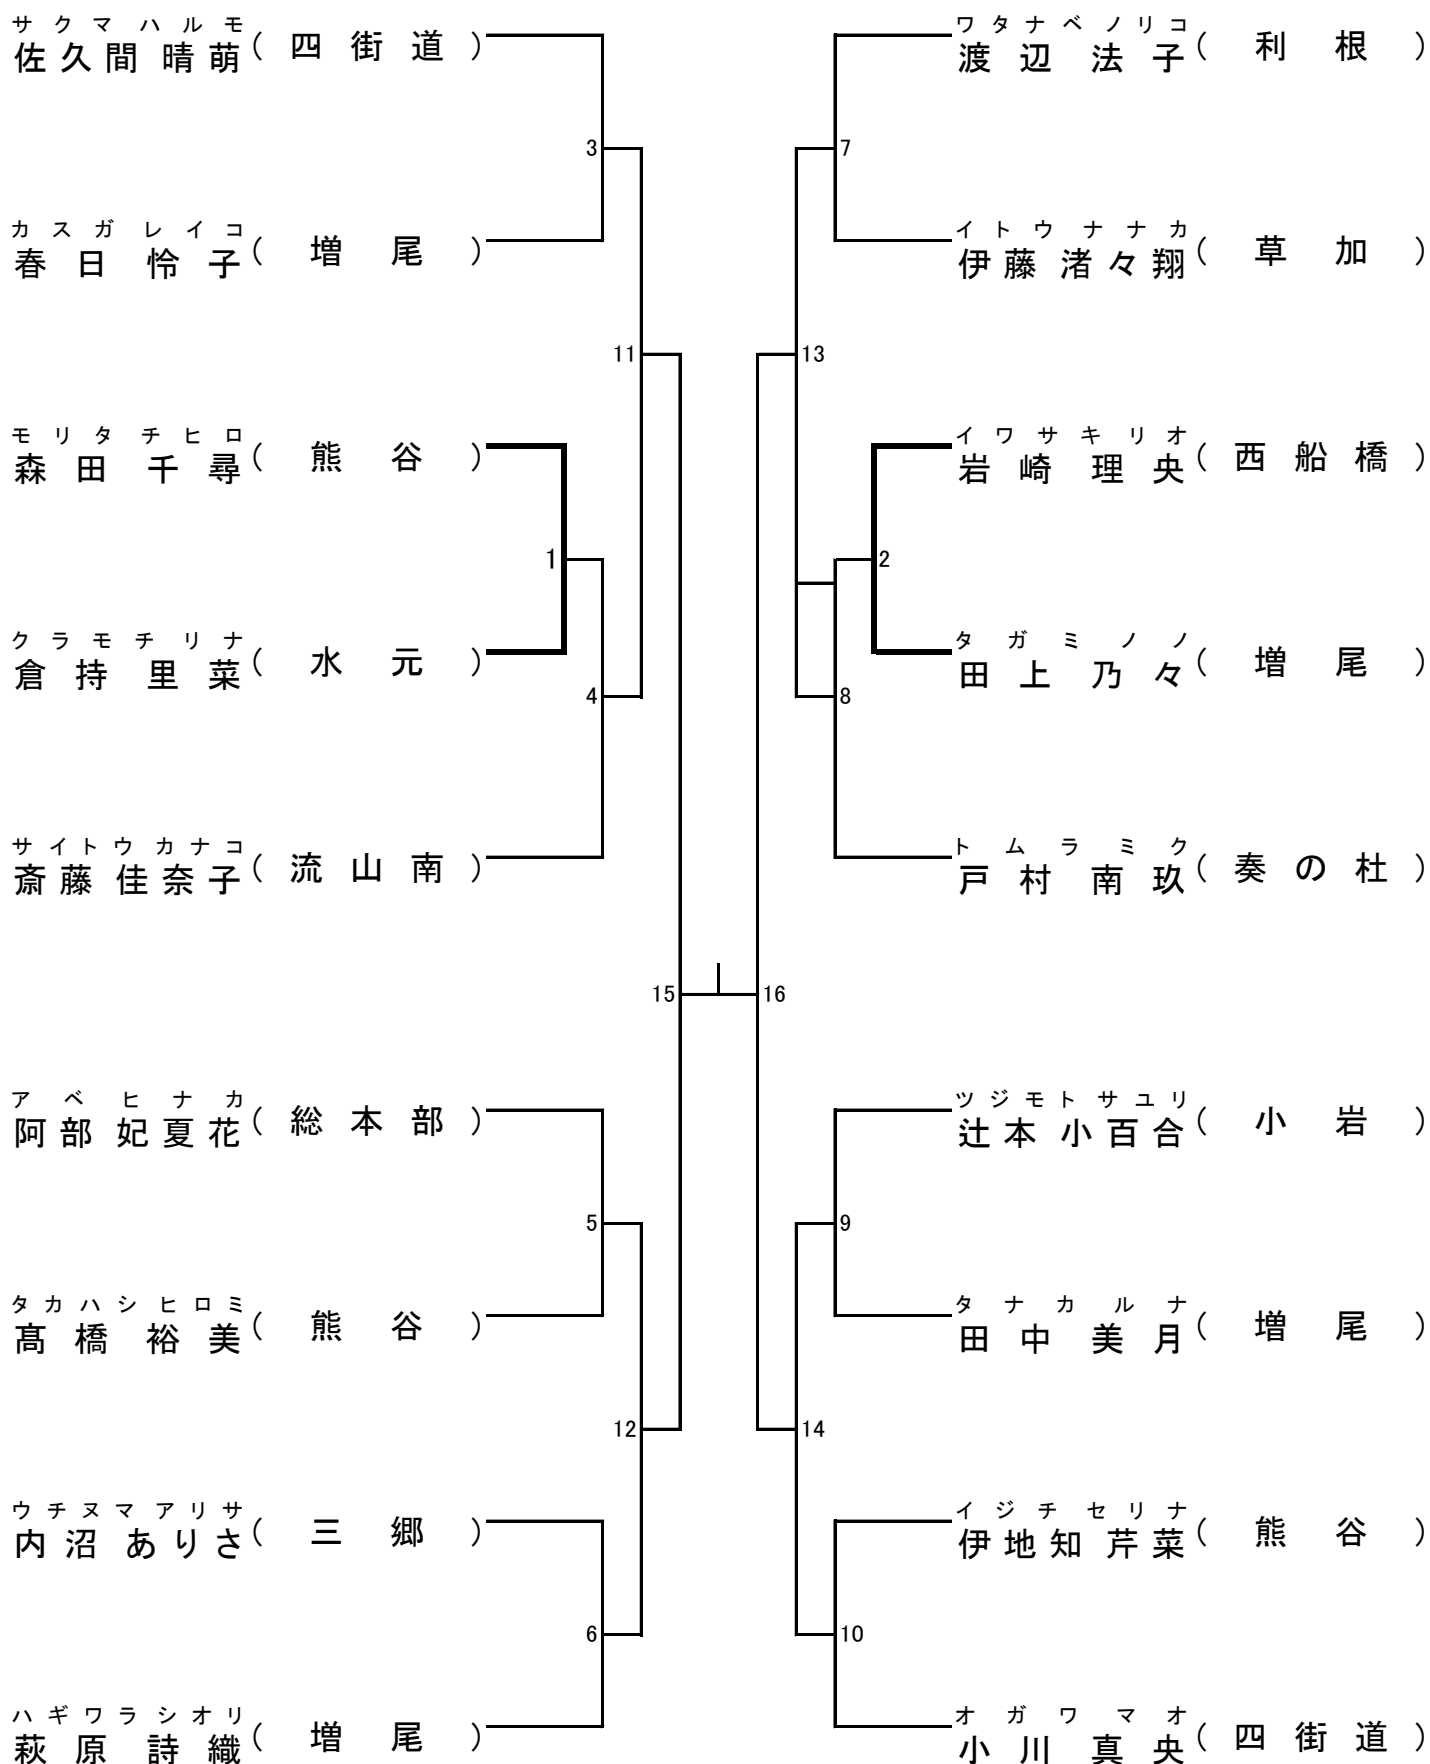 サクマ ハルモ
佐久間 晴萌 ( 四街道 )
3
カスガ レイコ
春日 怜子 ( 増尾 )
11
モリタ チヒロ
森田 千尋 ( 熊谷 )
1
クラモチ リナ
倉持 里菜 ( 水元 )
4
サイトウ カナコ
斎藤 佳奈子 ( 流山南 )
15
アベ ヒナカ
阿部 妃夏花 ( 総本部 )
5
タカハシ ヒロミ
髙橋 裕美 ( 熊谷 )
12
ウチヌマ アリサ
内沼 ありさ ( 三郷 )
6
ハギワラ シオリ
萩原 詩織 ( 増尾 )
ワタナベ ノリコ
渡辺 法子 ( 利根 )
7
イトウ ナナカ
伊藤 渚々翔 ( 草加 )
13
イワサキ リオ
岩崎 理央 ( 西船橋 )
2
タガミ ノノ
田上 乃々 ( 増尾 )
8
トムラ ミク
戸村 南玖 ( 奏の杜 )
16
ツジモト サユリ
辻本 小百合 ( 小岩 )
9
タナカ ルナ
田中 美月 ( 増尾 )
14
イジチ セリナ
伊地知 芹菜 ( 熊谷 )
10
オガワ マオ
小川 真央 ( 四街道 )